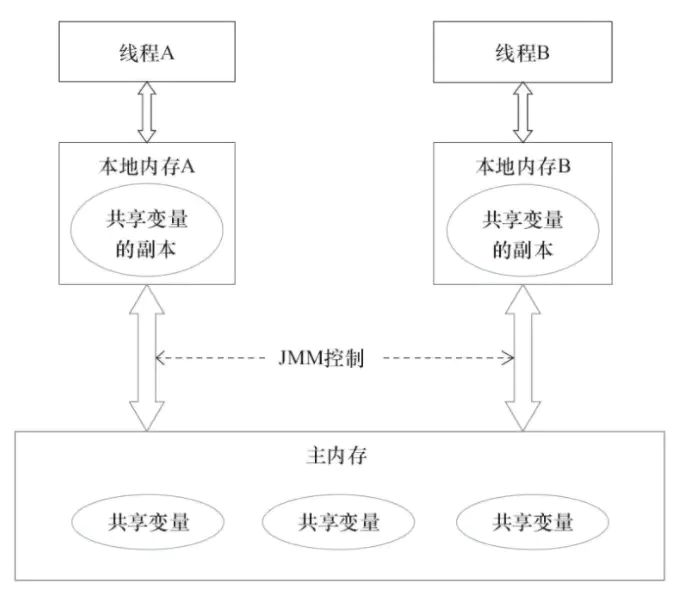 线程A
线程B
本地内存A
共享变量
的副本
本地内存B
共享变量
的副本
JMM控制
主内存
共享变量
共享变量
共享变量